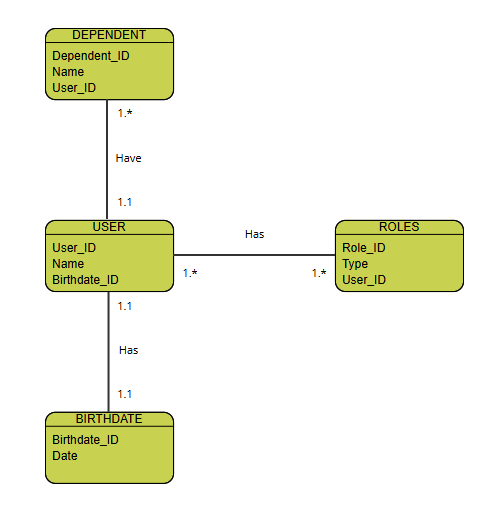 DEPENDENT
Dependent_ID
Name
User_ID
1.*
Have
1.1
USER
User_ID
Name
Birthdate_ID
Has
1.*
1.*
ROLES
Role_ID
Type
User_ID
1.1
Has
1.1
BIRTHDATE
Birthdate_ID
Date